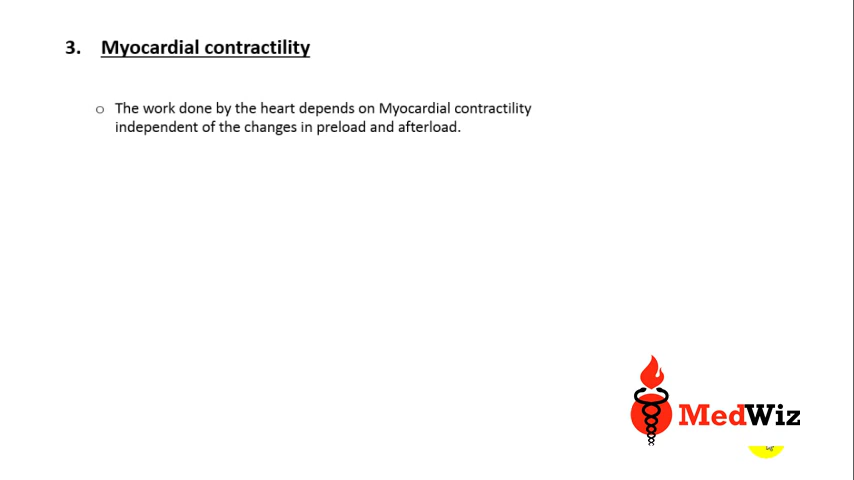 3. Myocardial contractility
o The work done by the heart depends on Myocardial contractility
independent of the changes in preload and afterload.
MedWiz